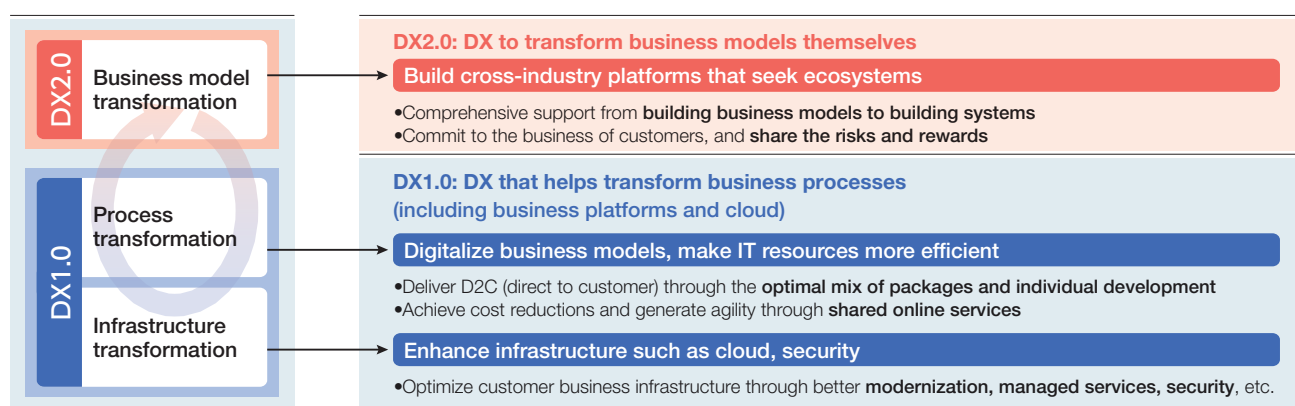 DX2.0
Business model
transformation
DX2.0: DX to transform business models themselves
Build cross-industry platforms that seek ecosystems
•Comprehensive support from building business models to building systems
•Commit to the business of customers, and share the risks and rewards
DX1.0
Process
transformation
Infrastructure
transformation
DX1.0: DX that helps transform business processes
(including business platforms and cloud)
Digitalize business models, make IT resources more efficient
•Deliver D2C (direct to customer) through the optimal mix of packages and individual development
•Achieve cost reductions and generate agility through shared online services
Enhance infrastructure such as cloud, security
•Optimize customer business infrastructure through better modernization, managed services, security, etc.